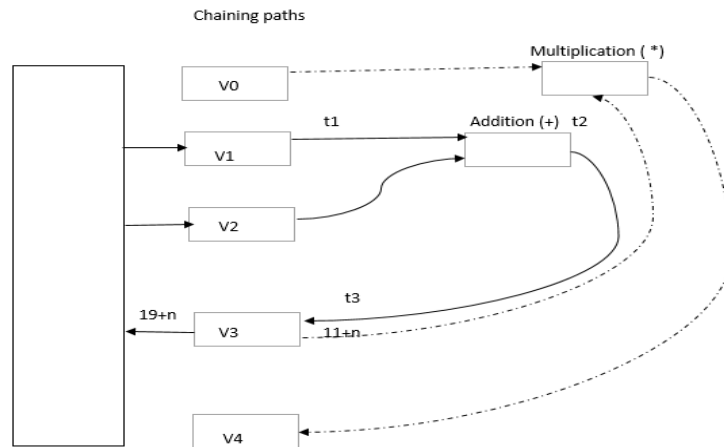 Chaining paths
Multiplication ( *)
V0
t1
Addition (+) t2
V1
V2
t3
19+n
V3
11+n
V4